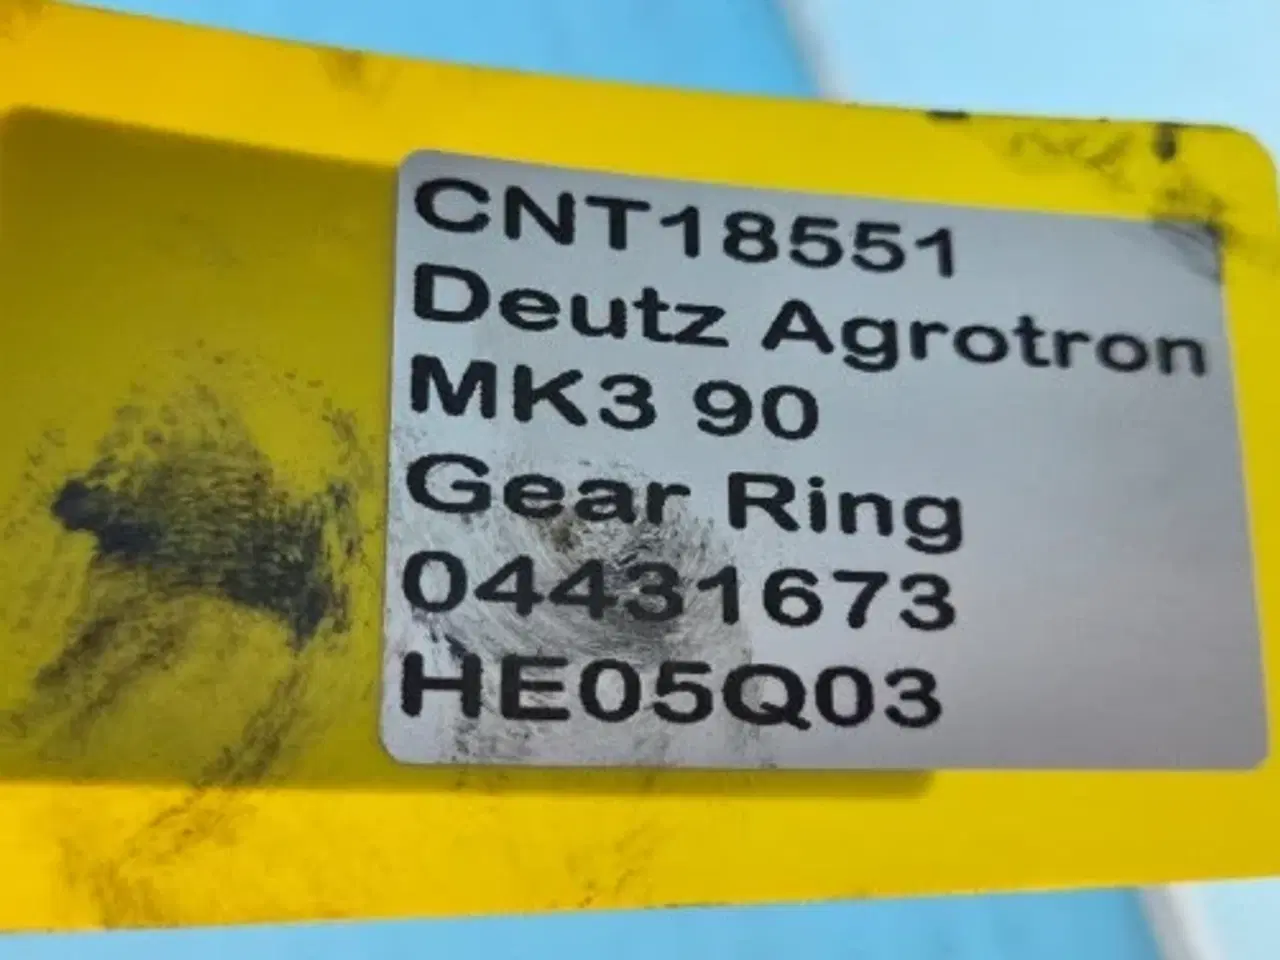 CNT18551
Deutz Agrotron
MK3 90
Gear Ring
04431673
HE05Q03